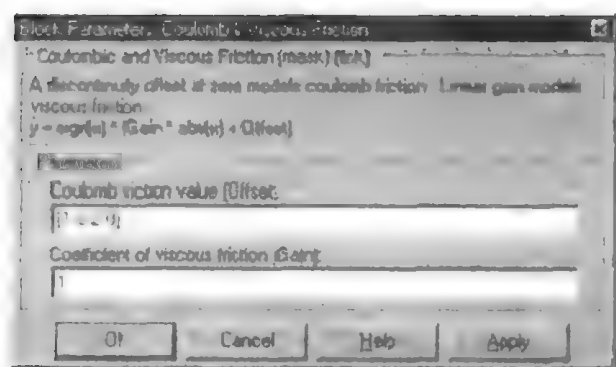 Block Parameters: Coulomb & Viscous Friction
Coulombic and Viscous Friction (mask) (link)
A discontinuity offset at zero models coulomb friction. Linear gain models
viscous friction.
y = sign(x) * (Gain * abs(x) + Offset)
Parameters
Coulomb friction value (Offset)
Coefficient of viscous friction (Gain)
1
OK
Cancel
Help
Apply